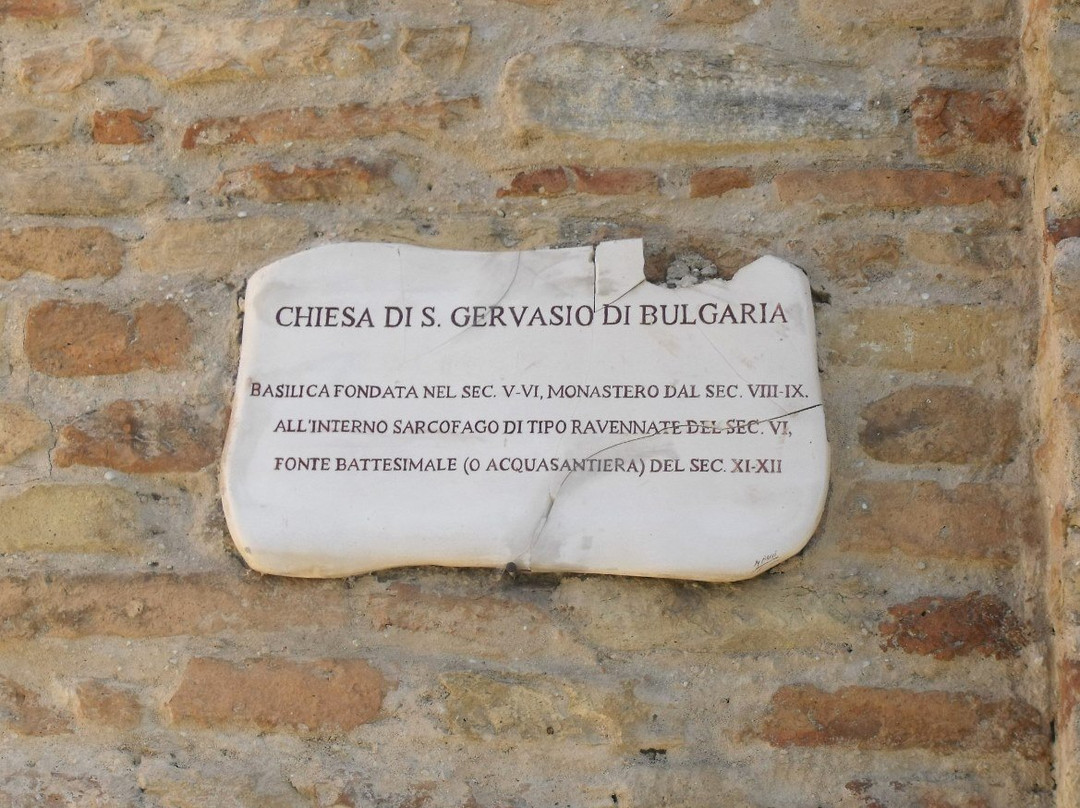 CHIESA DI S. GERVASIO DI BULGARIA
BASILICA FONDATA NEL SEC. V-VI, MONASTERO DAL SEC. VIII-IX.
ALL'INTERNO SARCOFAGO DI TIPO RAVENNATE DEL SEC. VI,
FONTE BATTESIMALE (O ACQUASANTIERA) DEL SEC. XI-XII